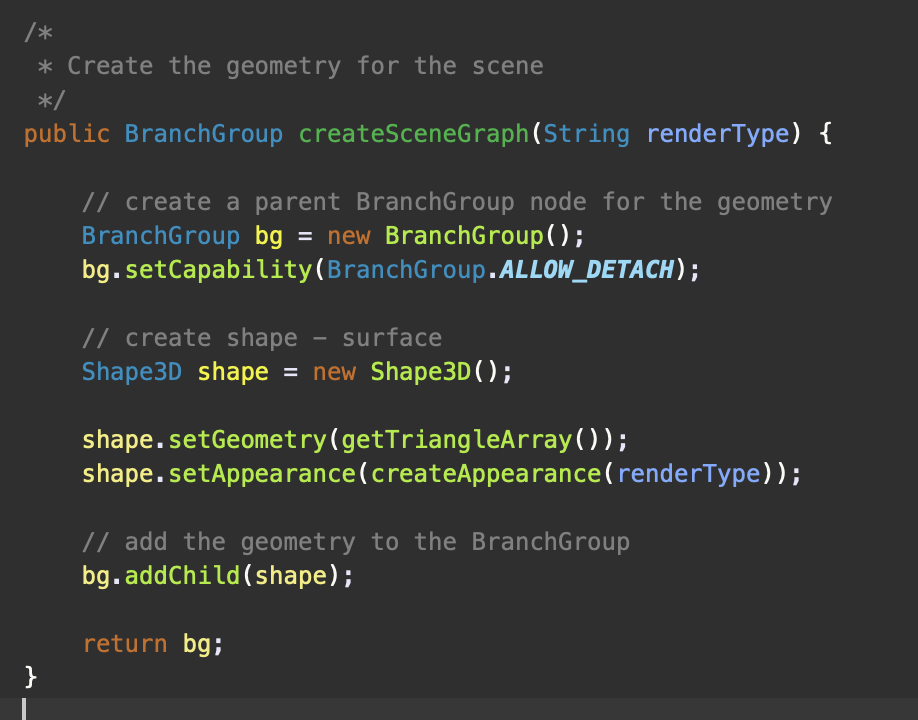 /*
 * Create the geometry for the scene
 */
public BranchGroup createSceneGraph(String renderType) {
    // create a parent BranchGroup node for the geometry
    BranchGroup bg = new BranchGroup();
    bg.setCapability(BranchGroup.ALLOW_DETACH);
    // create shape – surface
    Shape3D shape = new Shape3D();
    shape.setGeometry(getTriangleArray());
    shape.setAppearance(createAppearance(renderType));
    // add the geometry to the BranchGroup
    bg.addChild(shape);
    return bg;
}